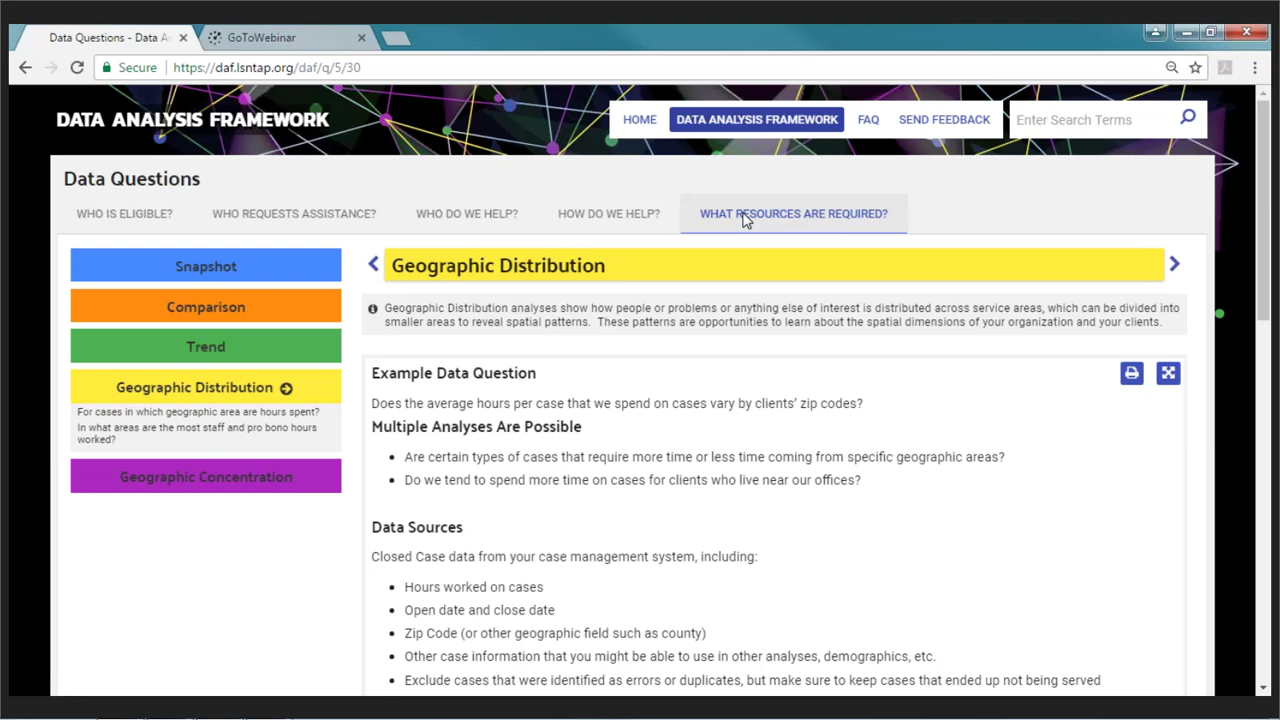 Data Questions - Data A
GoToWebinar
Secure https://daf.lsntap.org/daf/q/5/30
DATA ANALYSIS FRAMEWORK
HOME
DATA ANALYSIS FRAMEWORK
FAQ
SEND FEEDBACK
Enter Search Terms
Data Questions
WHO IS ELIGIBLE?
WHO REQUESTS ASSISTANCE?
WHO DO WE HELP?
HOW DO WE HELP?
WHAT RESOURCES ARE REQUIRED?
Snapshot
Comparison
Trend
Geographic Distribution
For cases in which geographic area are hours spent?
In what areas are the most staff and pro bono hours
worked?
Geographic Concentration
Geographic Distribution
Geographic Distribution analyses show how people or problems or anything else of interest is distributed across service areas, which can be divided into
smaller areas to reveal spatial patterns. These patterns are opportunities to learn about the spatial dimensions of your organization and your clients.
Example Data Question
Does the average hours per case that we spend on cases vary by clients' zip codes?
Multiple Analyses Are Possible
• Are certain types of cases that require more time or less time coming from specific geographic areas?
• Do we tend to spend more time on cases for clients who live near our offices?
Data Sources
Closed Case data from your case management system, including:
• Hours worked on cases
• Open date and close date
• Zip Code (or other geographic field such as county)
• Other case information that you might be able to use in other analyses, demographics, etc.
• Exclude cases that were identified as errors or duplicates, but make sure to keep cases that ended up not being served